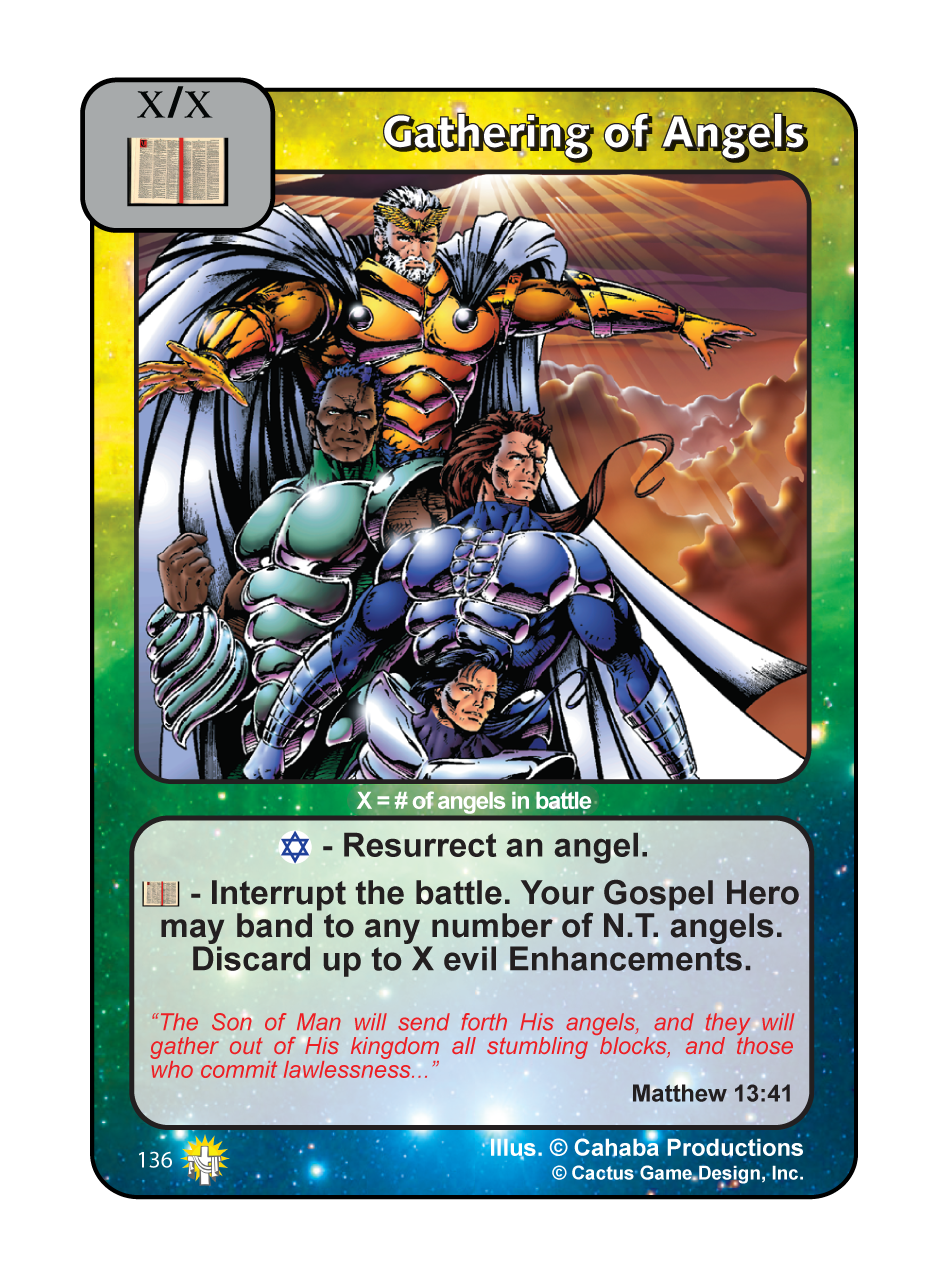 X/X
Gathering of Angels
X = # of angels in battle
- Resurrect an angel.
- Interrupt the battle. Your Gospel Hero
may band to any number of N.T. angels.
Discard up to X evil Enhancements.
“The Son of Man will send forth His angels, and they will
gather out of His kingdom all stumbling blocks, and those
who commit lawlessness...”
Matthew 13:41
136
Illus. © Cahaba Productions
© Cactus Game Design, Inc.